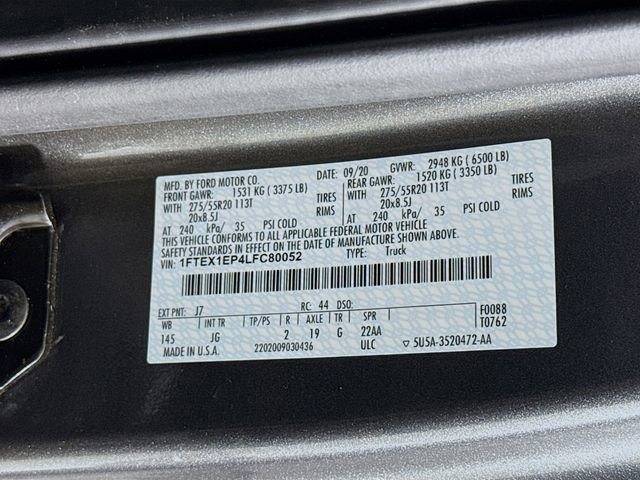 MFD. BY FORD MOTOR CO. DATE: 09/20 GVWR: 2948 KG ( 6500 LB)
FRONT GAWR: 1531 KG ( 3375 LB) REAR GAWR: 1520 KG ( 3350 LB)
WITH 275/55R20 113T TIRES WITH 275/55R20 113T TIRES
20x8.5J RIMS 20x8.5J RIMS
AT 240 kPa/ 35 PSI COLD AT 240 kPa/ 35 PSI COLD
THIS VEHICLE CONFORMS TO ALL APPLICABLE FEDERAL MOTOR VEHICLE
SAFETY STANDARDS IN EFFECT ON THE DATE OF MANUFACTURE SHOWN ABOVE.
VIN: 1FTEX1EP4LFC80052 TYPE: Truck
EXT PNT: J7 RC: 44 DSO: F0088
WB INT TR TP/PS R AXLE TR SPR T0762
145 JG 2 19 G 22AA
MADE IN U.S.A. 2202009030436 ULC ▽ 5U5A-3520472-AA